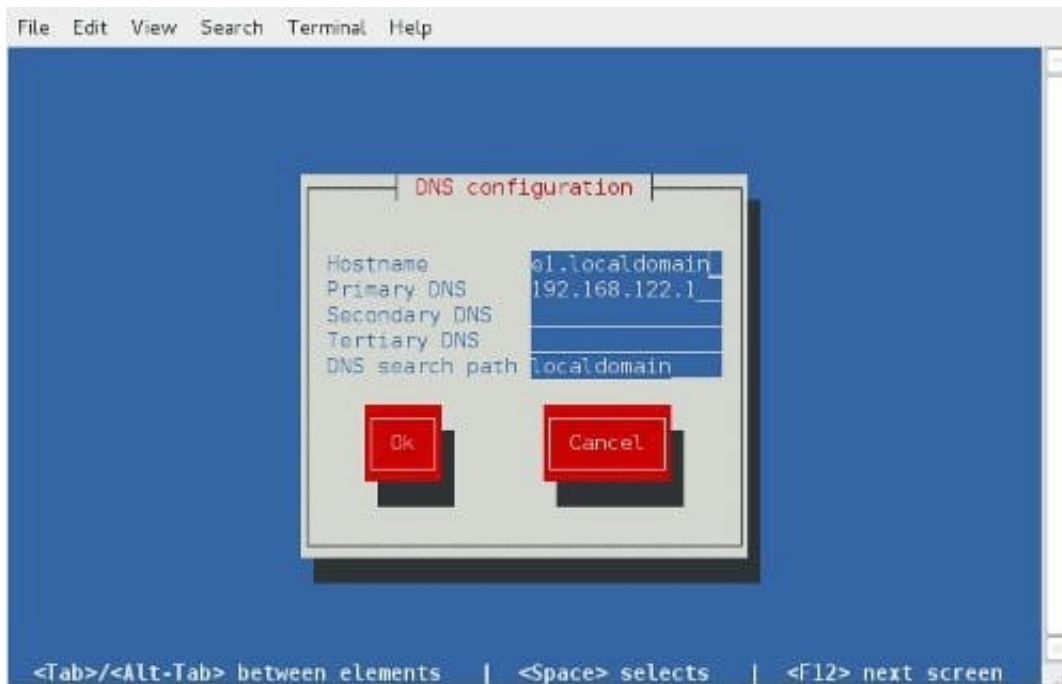 File Edit View Search Terminal Help
DNS configuration
Hostname e1.localdomain
Primary DNS 192.168.122.1
Secondary DNS
Tertiary DNS
DNS search path localdomain
Ok Cancel
<Tab>/<Alt-Tab> between elements | <Space> selects | <F12> next screen